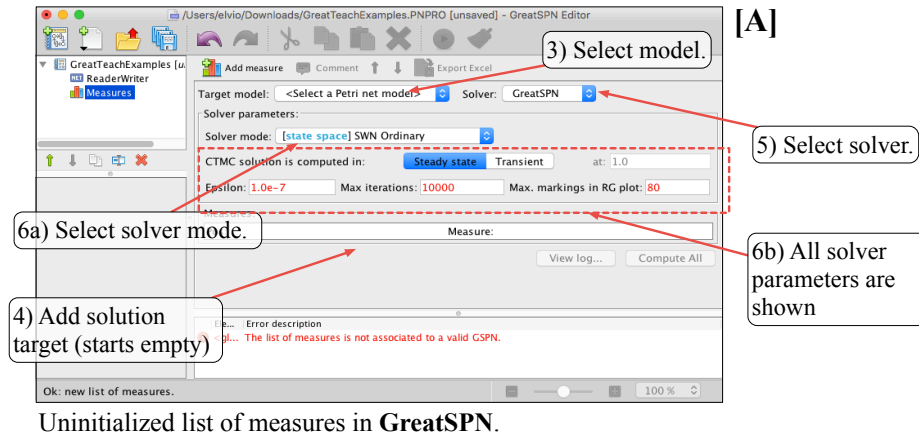 /Users/elvio/Downloads/GreatTeachExamples.PNPRO [unsaved] - GreatSPN Editor
[A]
GreatTeachExamples [u
NET ReaderWriter
Measures
Add measure Comment Export Excel
3) Select model.
Target model: <Select a Petri net model> Solver: GreatSPN
Solver parameters:
Solver mode: [state space] SWN Ordinary
5) Select solver.
CTMC solution is computed in: Steady state Transient at: 1.0
Epsilon: 1.0e-7 Max iterations: 10000 Max. markings in RG plot: 80
6a) Select solver mode.
Measures:
Measure:
View log... Compute All
6b) All solver
parameters are
shown
4) Add solution
target (starts empty)
Ele... Error description
<gl... The list of measures is not associated to a valid GSPN.
Ok: new list of measures.
100 %
Uninitialized list of measures in GreatSPN.